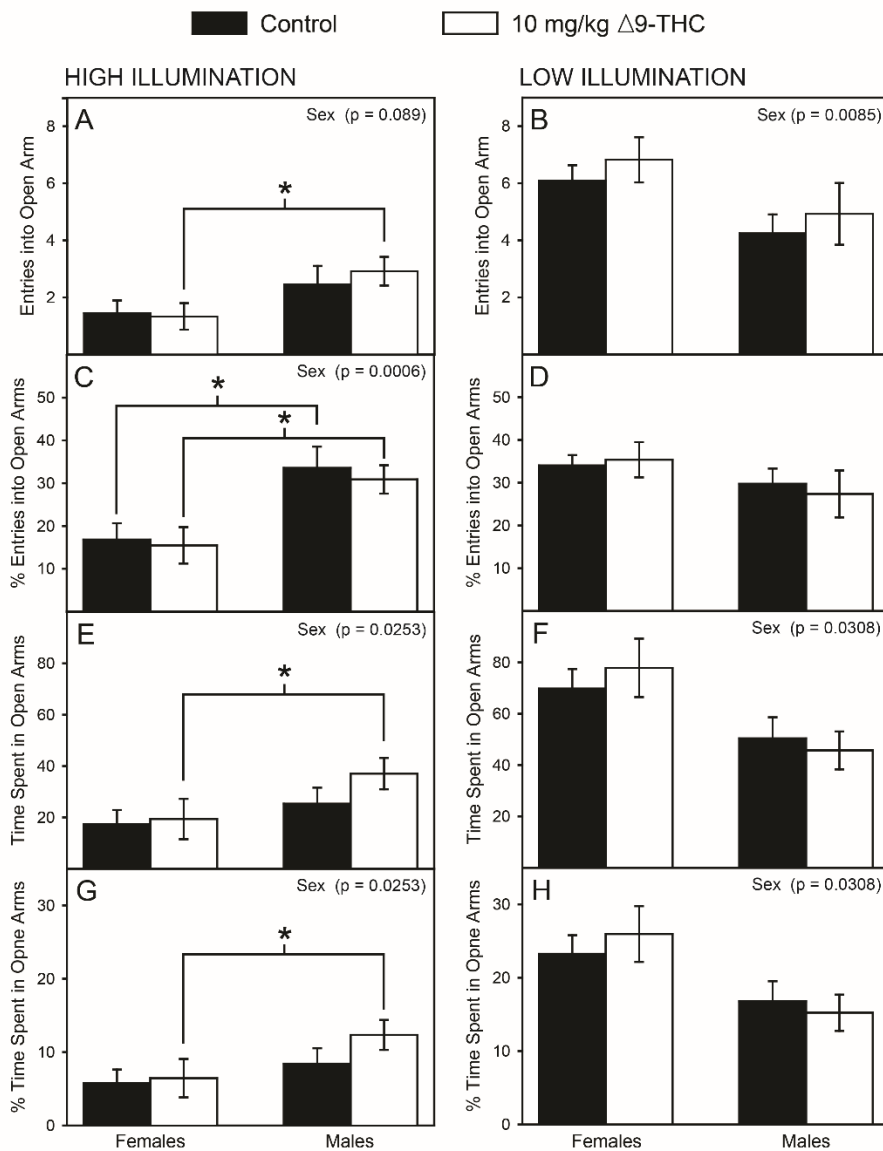 Control 10 mg/kg Δ9-THC
HIGH ILLUMINATION LOW ILLUMINATION
A Sex (p = 0.089)
Entries into Open Arm
8
6
4
2
*
B Sex (p = 0.0085)
Entries into Open Arm
8
6
4
2
C Sex (p = 0.0006)
% Entries into Open Arms
50
40
30
20
10
*
*
D
% Entries into Open Arms
50
40
30
20
10
E Sex (p = 0.0253)
Time Spent in Open Arms
80
60
40
20
*
F Sex (p = 0.0308)
Time Spent in Open Arms
80
60
40
20
G Sex (p = 0.0253)
% Time Spent in Opne Arms
30
20
10
0
*
Females Males
H Sex (p = 0.0308)
% Time Spent in Opne Arms
30
20
10
0
Females Males